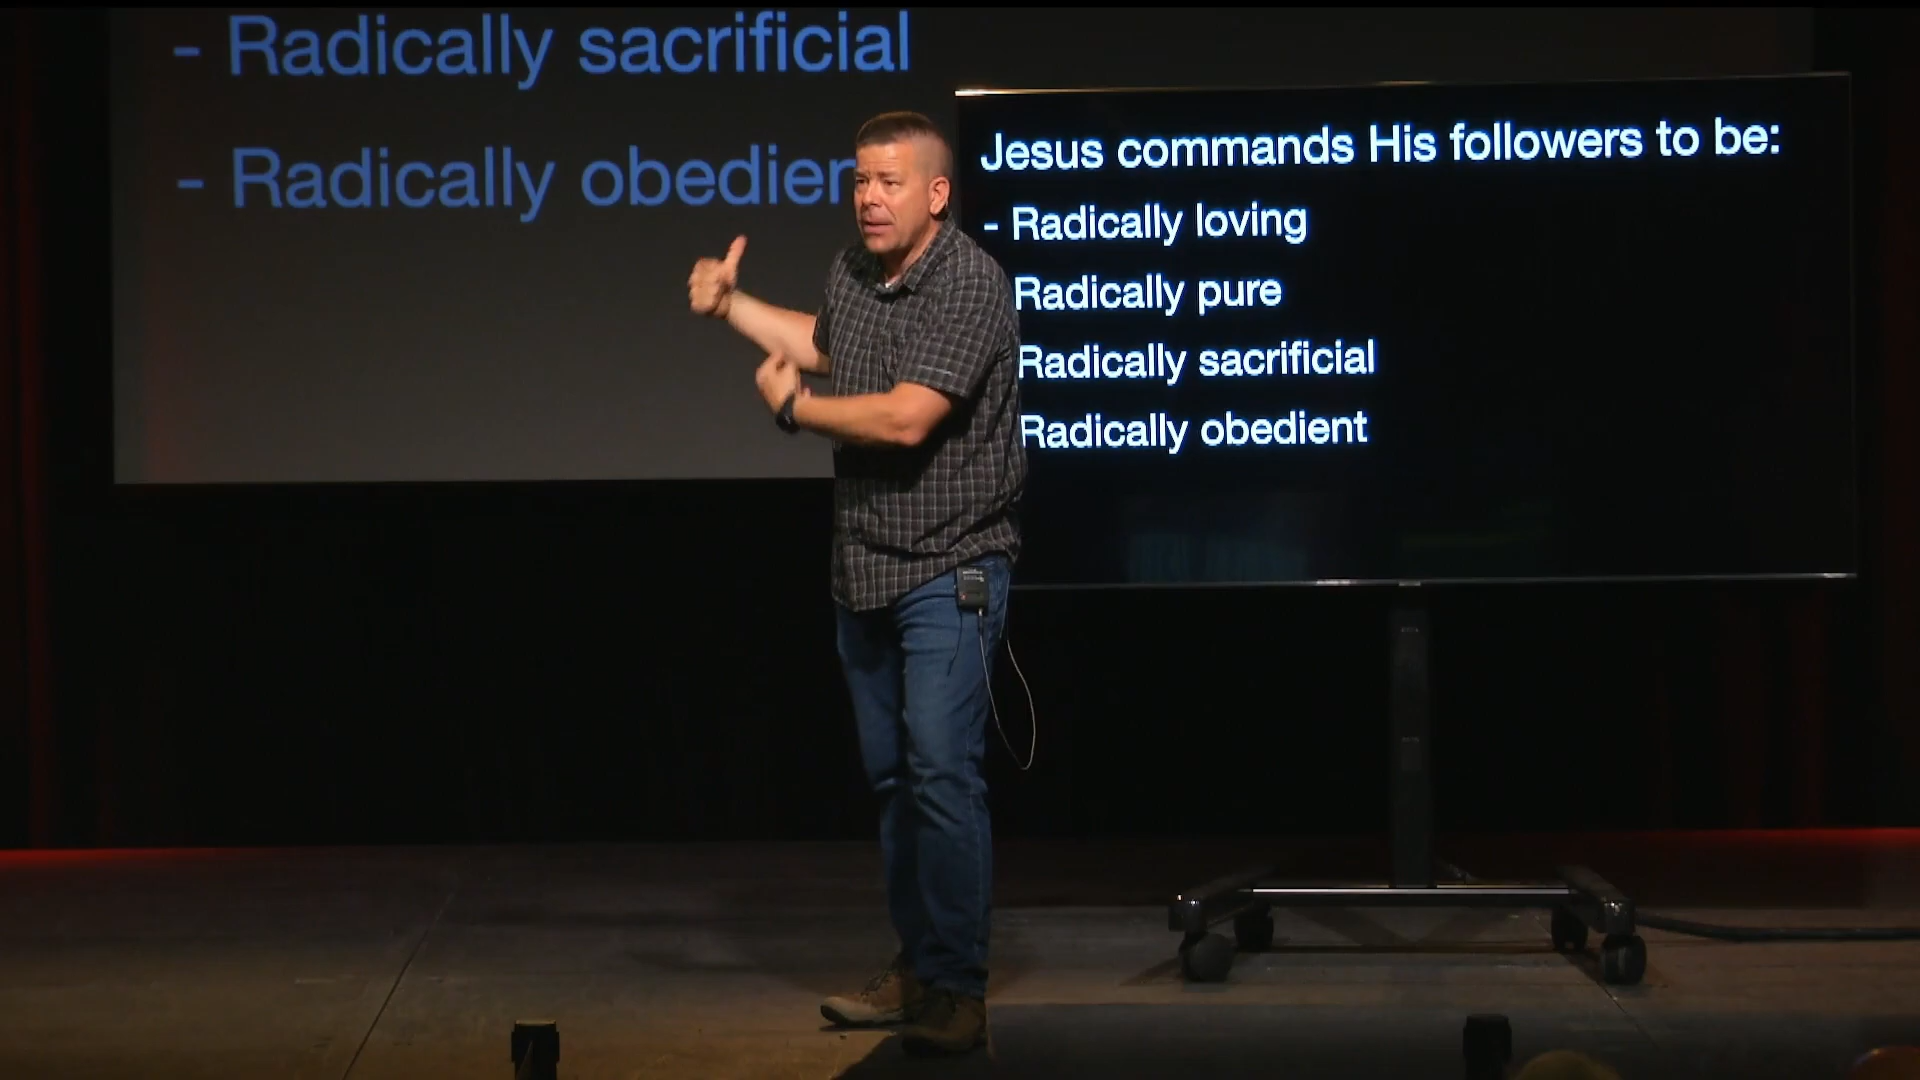 - Radically sacrificial
- Radically obedien
Jesus commands His followers to be:
- Radically loving
Radically pure
Radically sacrificial
Radically obedient